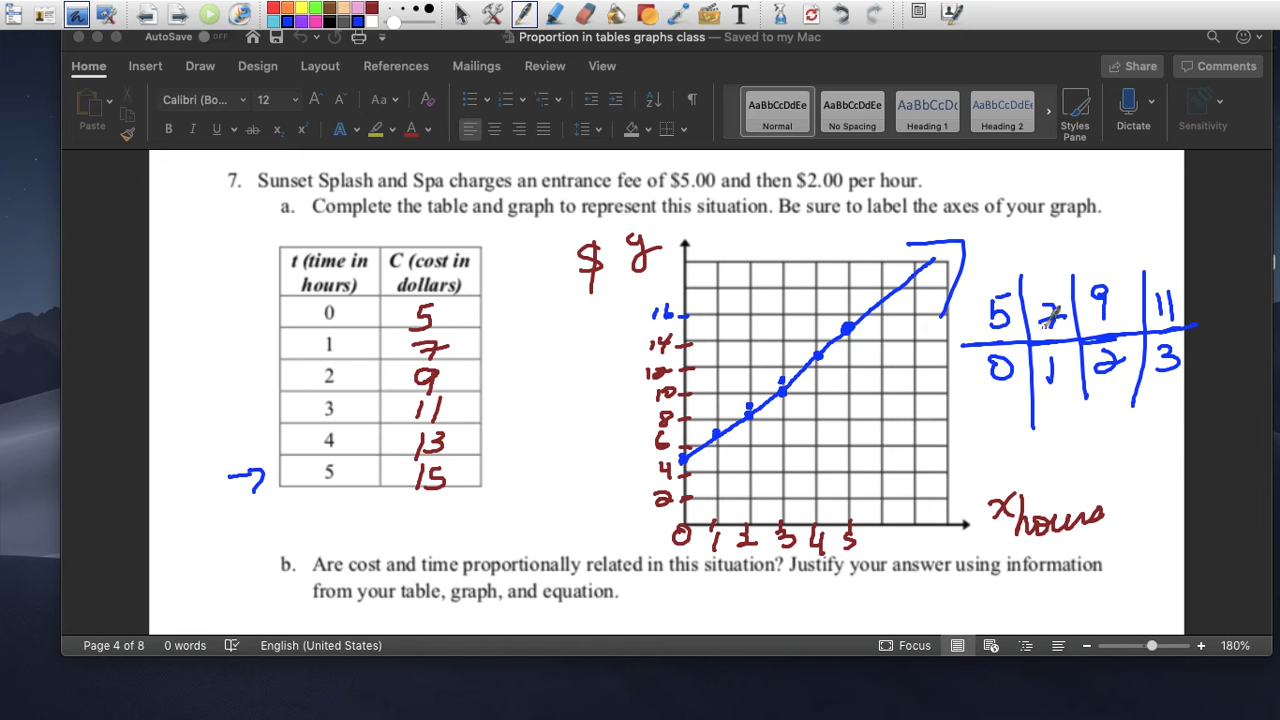 AutoSave OFF Proportion in tables graphs class — Saved to my Mac
Home Insert Draw Design Layout References Mailings Review View Share Comments
Paste Calibri (Bo... 12 A A Aa A ¶ AaBbCcDdEe AaBbCcDdEe AaBbCcDc AaBbCcDdEe
B I U x₂ x² A A Normal No Spacing Heading 1 Heading 2 Styles Pane Dictate Sensitivity
7. Sunset Splash and Spa charges an entrance fee of $5.00 and then $2.00 per hour.
a. Complete the table and graph to represent this situation. Be sure to label the axes of your graph.
t (time in hours) C (cost in dollars)
0 5
1 7
2 9
3 11
4 13
→ 5 15
$ y
16
14
12
10
8
6
4
2
0 1 2 3 4 5
x hours
5 7 9 11
0 1 2 3
b. Are cost and time proportionally related in this situation? Justify your answer using information
from your table, graph, and equation.
Page 4 of 8 0 words English (United States) Focus 180%